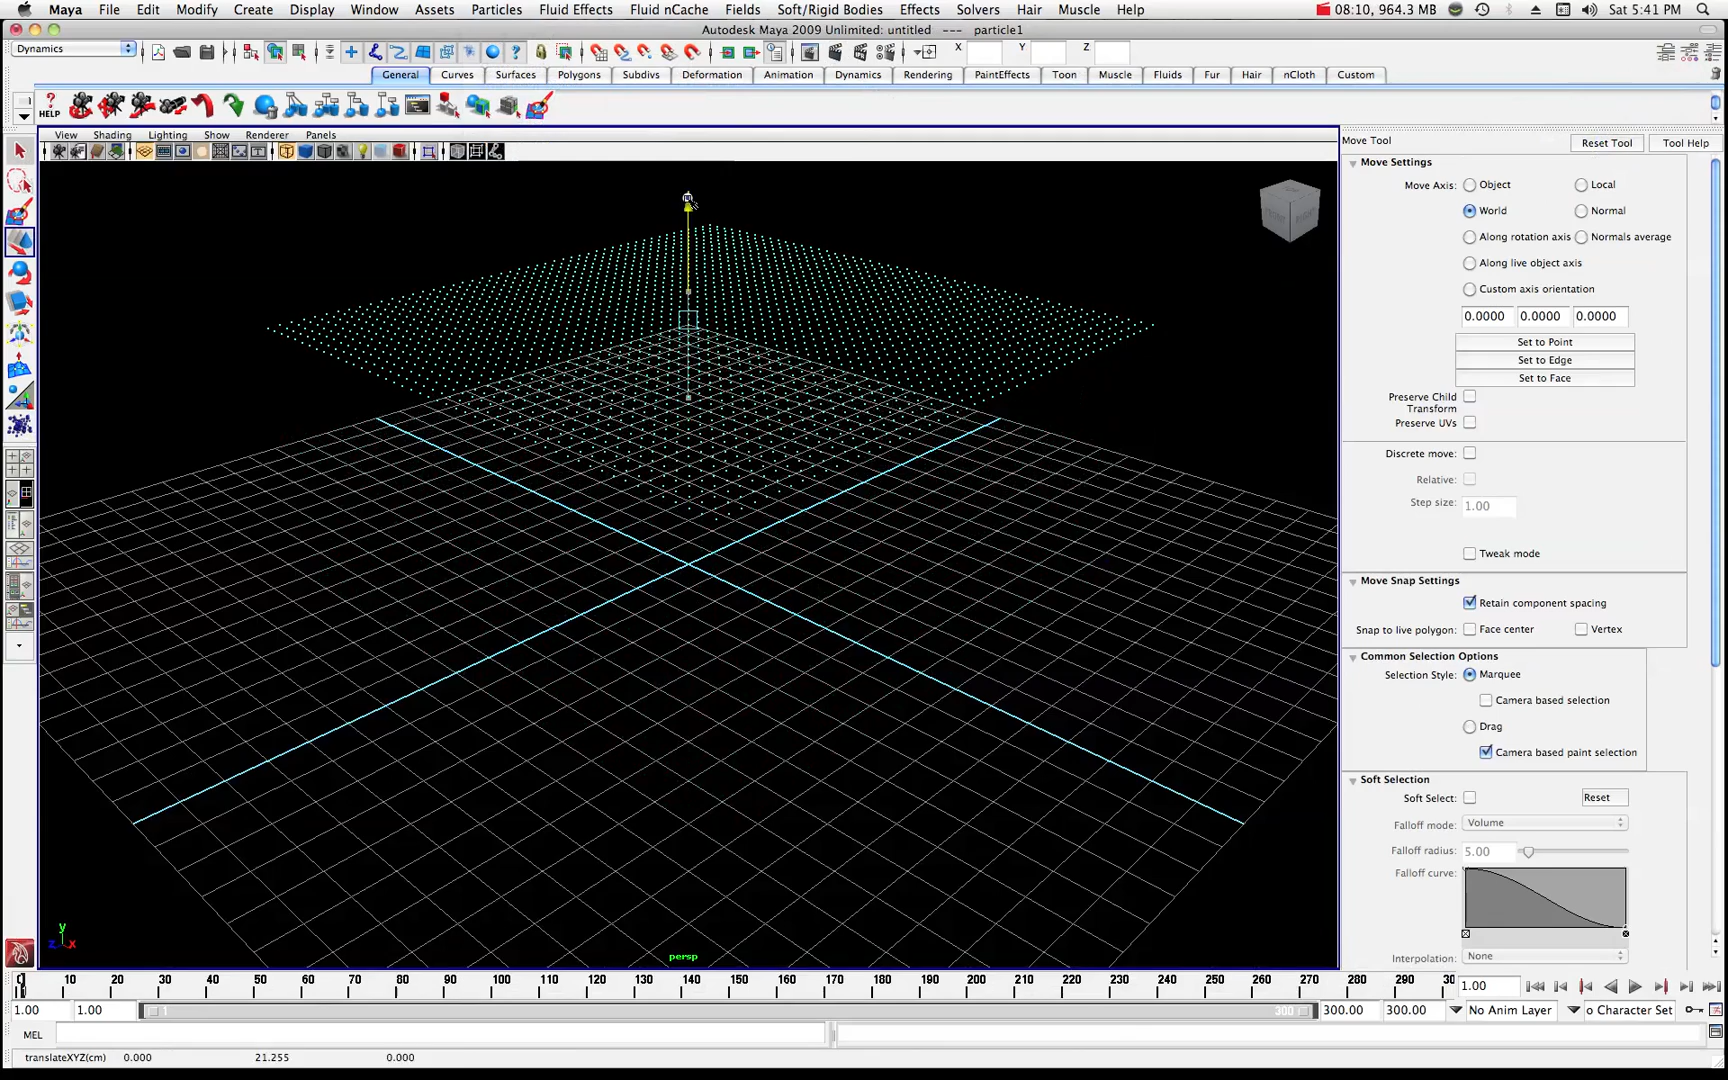 Maya File Edit Modify Create Display Window Assets Particles Fluid Effects Fluid nCache Fields Soft/Rigid Bodies Effects Solvers Hair Muscle Help 08:10, 964.3 MB Sat 5:41 PM
Autodesk Maya 2009 Unlimited: untitled --- particle1
Dynamics X Y Z
General Curves Surfaces Polygons Subdivs Deformation Animation Dynamics Rendering PaintEffects Toon Muscle Fluids Fur Hair nCloth Custom
HELP
View Shading Lighting Show Renderer Panels
Move Tool Reset Tool Tool Help
Move Settings
Move Axis: Object Local
World Normal
Along rotation axis Normals average
Along live object axis
Custom axis orientation
0.0000 0.0000 0.0000
Set to Point
Set to Edge
Set to Face
Preserve Child
Transform
Preserve UVs
Discrete move:
Relative:
Step size: 1.00
Tweak mode
Move Snap Settings
Retain component spacing
Snap to live polygon: Face center Vertex
Common Selection Options
Selection Style: Marquee
Camera based selection
Drag
Camera based paint selection
Soft Selection
Soft Select: Reset
Falloff mode: Volume
Falloff radius: 5.00
Falloff curve:
Interpolation: None
y
z x
persp
10 20 30 40 50 60 70 80 90 100 110 120 130 140 150 160 170 180 190 200 210 220 230 240 250 260 270 280 290 30 1.00
1.00 1.00 1 300 300.00 300.00 No Anim Layer o Character Set
MEL
translateXYZ(cm) 0.000 21.255 0.000